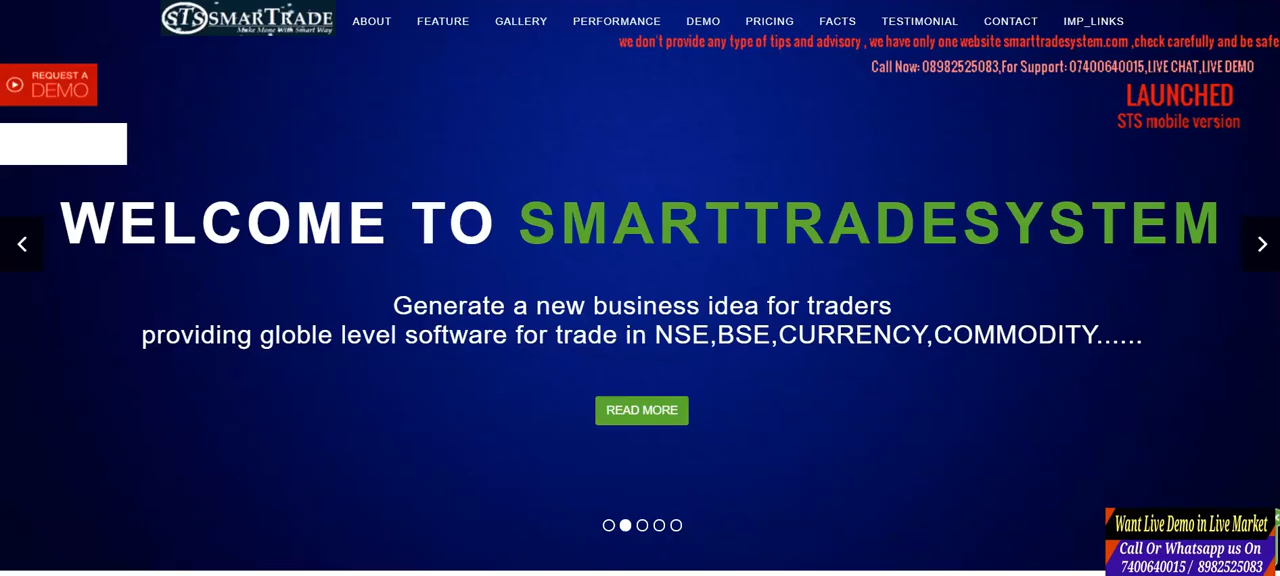 STS SMARTRADE
Make Mone With Smart Way
ABOUT FEATURE GALLERY PERFORMANCE DEMO PRICING FACTS TESTIMONIAL CONTACT IMP_LINKS
we don't provide any type of tips and advisory , we have only one website smarttradesystem.com ,check carefully and be safe
Call Now: 08982525083,For Support: 07400640015,LIVE CHAT,LIVE DEMO
REQUEST A
DEMO
LAUNCHED
STS mobile version
WELCOME TO SMARTTRADESYSTEM
Generate a new business idea for traders
providing globle level software for trade in NSE,BSE,CURRENCY,COMMODITY......
READ MORE
Want Live Demo in Live Market
Call Or Whatsapp us On
7400640015 / 8982525083